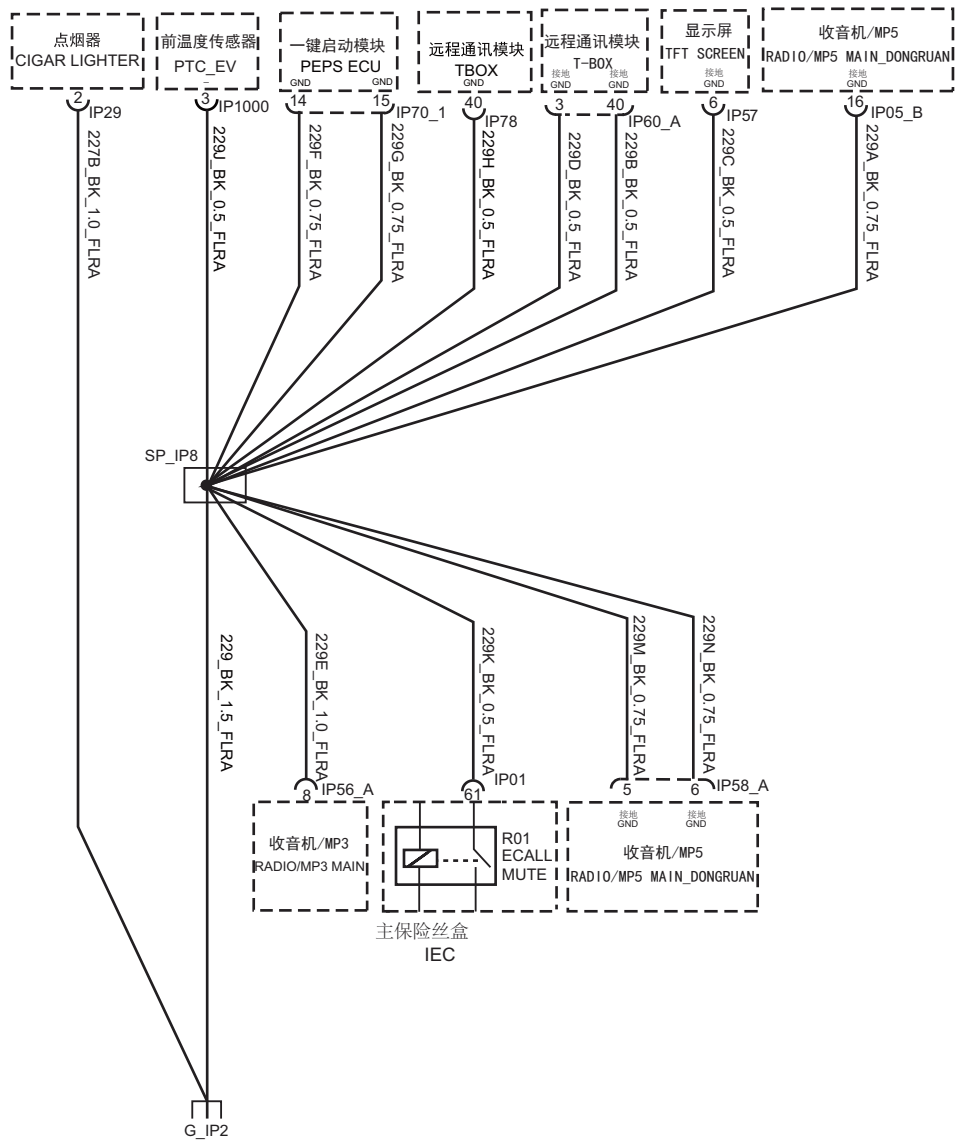 点烟器
CIGAR LIGHTER
2
IP29
227B_BK_1.0_FLRA
前温度传感器
PTC_EV
–
3
IP1000
229J_BK_0.5_FLRA
一键启动模块
PEPS ECU
GND
GND
14
15
IP70_1
229F_BK_0.75_FLRA
229G_BK_0.75_FLRA
远程通讯模块
TBOX
GND
40
IP78
229H_BK_0.5_FLRA
远程通讯模块
T-BOX
接地
GND
接地
GND
3
40
IP60_A
229D_BK_0.5_FLRA
229B_BK_0.5_FLRA
显示屏
TFT SCREEN
接地
GND
6
IP57
229C_BK_0.5_FLRA
收音机/MP5
RADIO/MP5 MAIN_DONGRUAN
接地
GND
16
IP05_B
229A_BK_0.75_FLRA
SP_IP8
229_BK_1.5_FLRA
229E_BK_1.0_FLRA
229K_BK_0.5_FLRA
229M_BK_0.75_FLRA
229N_BK_0.75_FLRA
8
IP56_A
收音机/MP3
RADIO/MP3 MAIN
61
IP01
R01
ECALL
MUTE
主保险丝盒
IEC
5
6
IP58_A
接地
GND
接地
GND
收音机/MP5
RADIO/MP5 MAIN_DONGRUAN
G_IP2